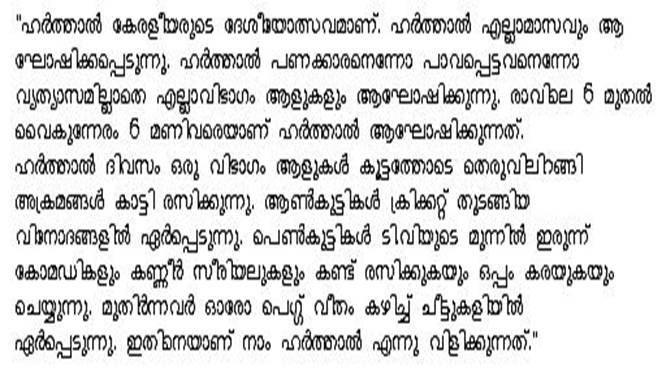 "ഹർത്താൽ കേരളീയരുടെ ദേശീയോത്സവമാണ്. ഹർത്താൽ എല്ലാമാസവും ആ
ഘോഷിക്കപ്പെടുന്നു. ഹർത്താൽ പണക്കാരനെന്നോ പാവപ്പെട്ടവനെന്നോ
വ്യത്യാസമില്ലാതെ എല്ലാവിഭാഗം ആളുകളും ആഘോഷിക്കുന്നു. രാവിലെ 6 മുതൽ
വൈകുന്നേരം 6 മണിവരെയാണ് ഹർത്താൽ ആഘോഷിക്കുന്നത്.
ഹർത്താൽ ദിവസം ഒരു വിഭാഗം ആളുകൾ കൂട്ടത്തോടെ തെരുവിലിറങ്ങി
അക്രമങ്ങൾ കാട്ടി രസിക്കുന്നു. ആൺകുട്ടികൾ ക്രിക്കറ്റ് തുടങ്ങിയ
വിനോദങ്ങളിൽ ഏർപ്പെടുന്നു. പെൺകുട്ടികൾ ടിവിയുടെ മുന്നിൽ ഇരുന്ന്
കോമഡികളും കണ്ണീർ സീരിയലുകളും കണ്ട് രസിക്കുകയും ഒപ്പം കരയുകയും
ചെയ്യുന്നു. മുതിർന്നവർ ഓരോ പെഗ്ഗ് വീതം കഴിച്ച് ചീട്ടുകളിയിൽ
ഏർപ്പെടുന്നു. ഇതിനെയാണ് നാം ഹർത്താൽ എന്നു വിളിക്കുന്നത്."